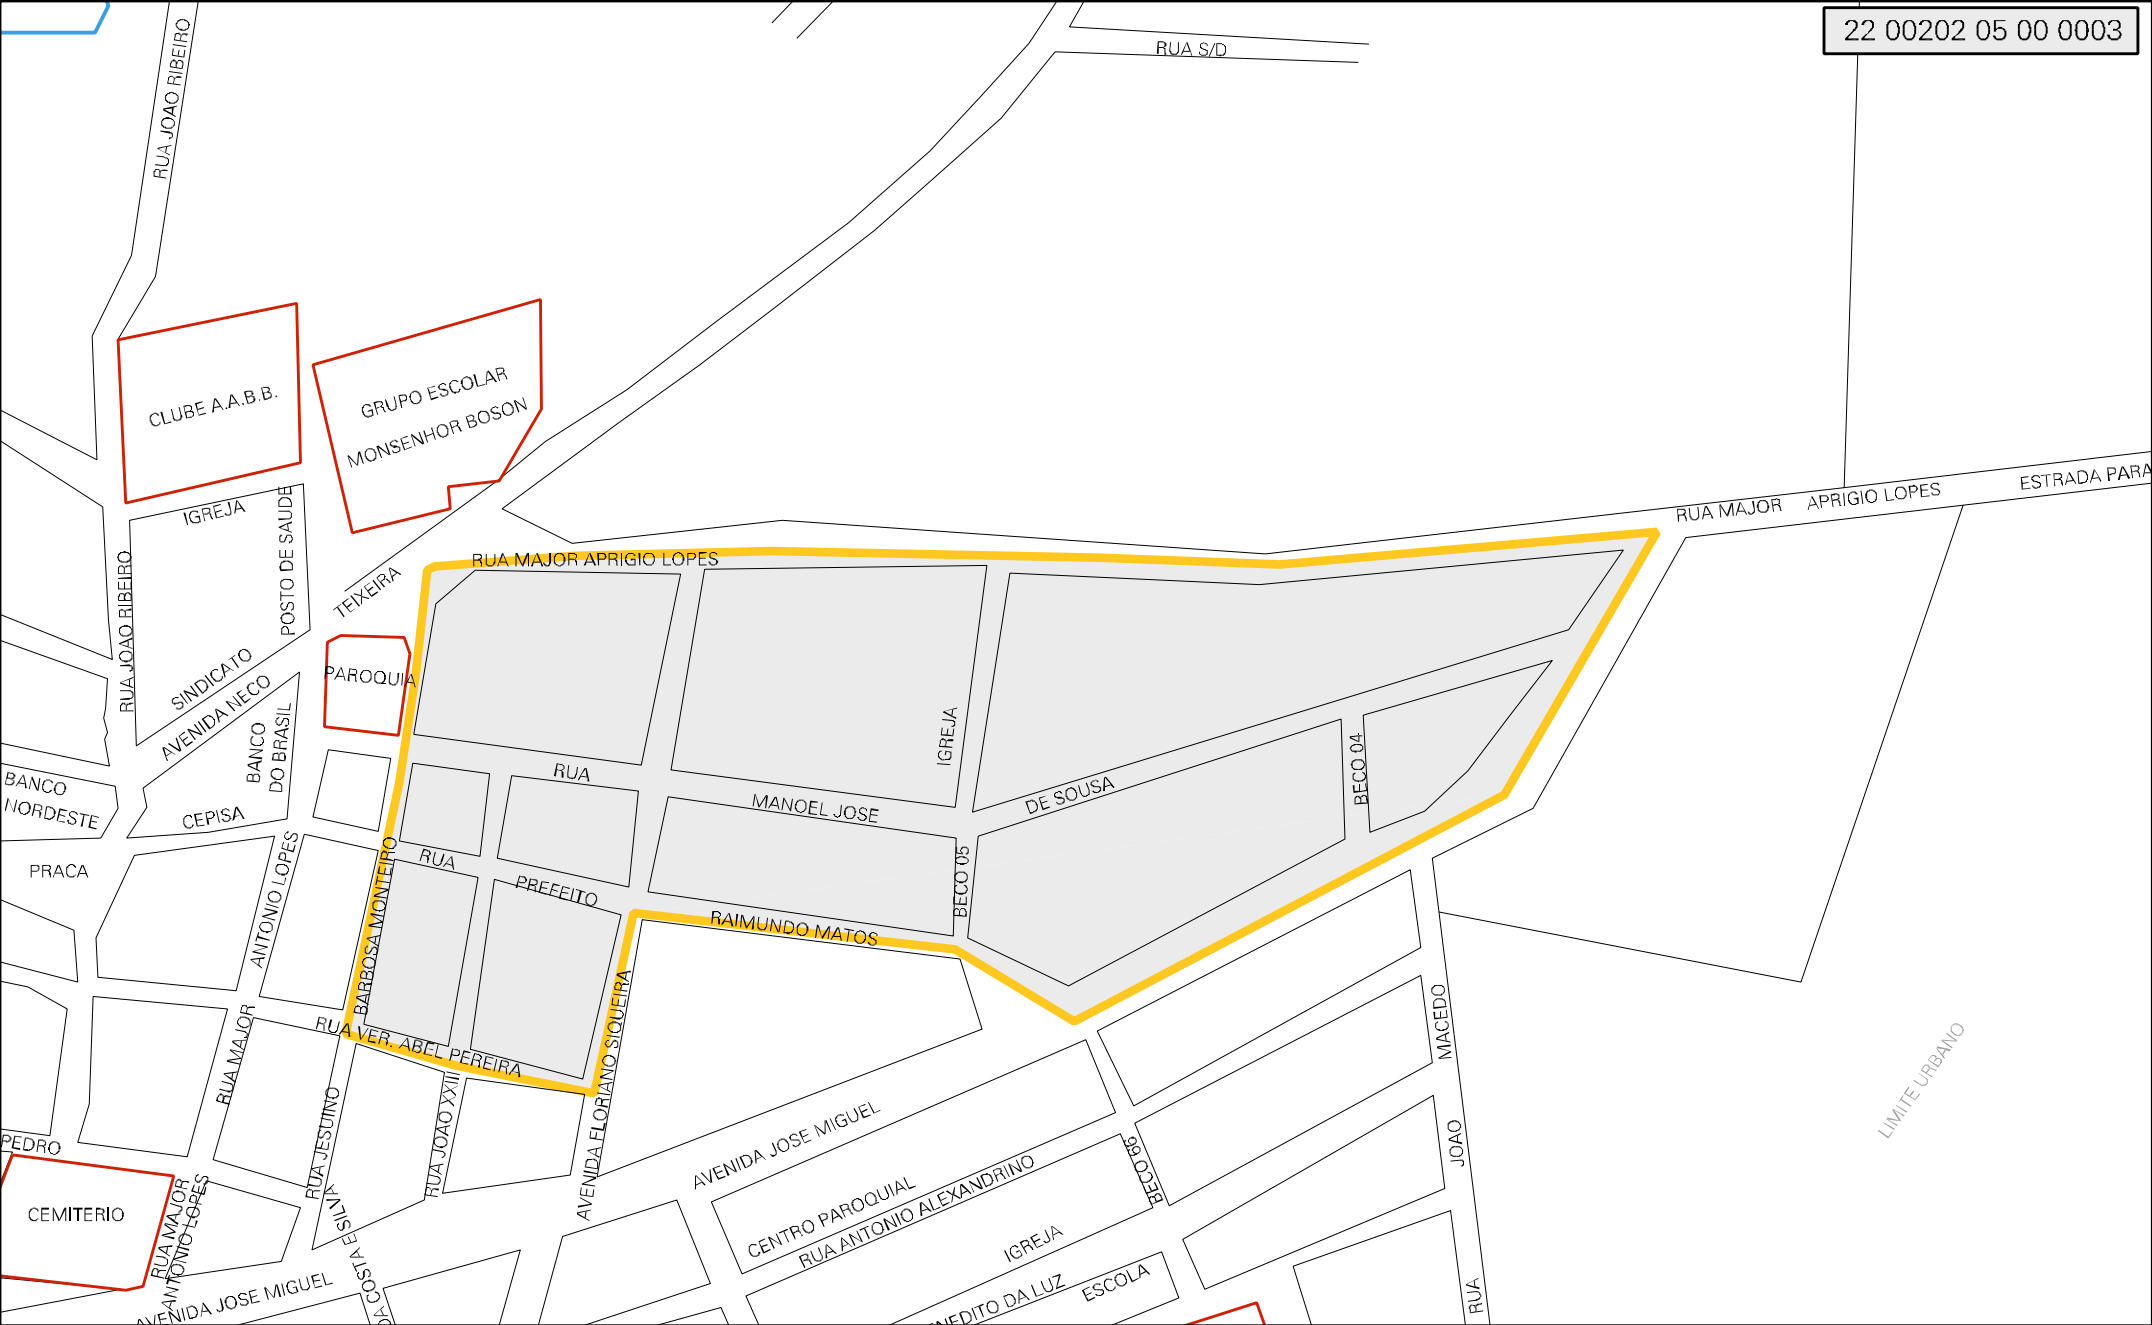 22 00202 05 00 0003
RUA S/D
RUA JOAO RIBEIRO
CLUBE A.A.B.B.
GRUPO ESCOLAR
MONSENHOR BOSON
IGREJA
POSTO DE SAUDE
RUA JOAO RIBEIRO
SINDICATO
AVENIDA NECO
TEIXEIRA
PAROQUIA
RUA MAJOR APRIGIO LOPES
RUA MAJOR
APRIGIO LOPES
ESTRADA PARA
BANCO
DO BRASIL
CEPISA
BANCO
NORDESTE
PRACA
RUA
MANOEL JOSE
DE SOUSA
IGREJA
BECO 04
BECO 05
RUA
PREFEITO
RAIMUNDO MATOS
BARBOSA MONTEIRO
ANTONIO LOPES
RUA MAJOR
RUA VER. ABEL PEREIRA
AVENIDA FLORIANO SIQUEIRA
RUA JESUINO
RUA JOAO XXIII
DA COSTA E SILVA
PEDRO
CEMITERIO
RUA MAJOR
ANTONIO LOPES
AVENIDA JOSE MIGUEL
AVENIDA JOSE MIGUEL
CENTRO PAROQUIAL
RUA ANTONIO ALEXANDRINO
IGREJA
NEDITO DA LUZ
ESCOLA
BECO 66
MACEDO
JOAO
RUA
LIMITE URBANO